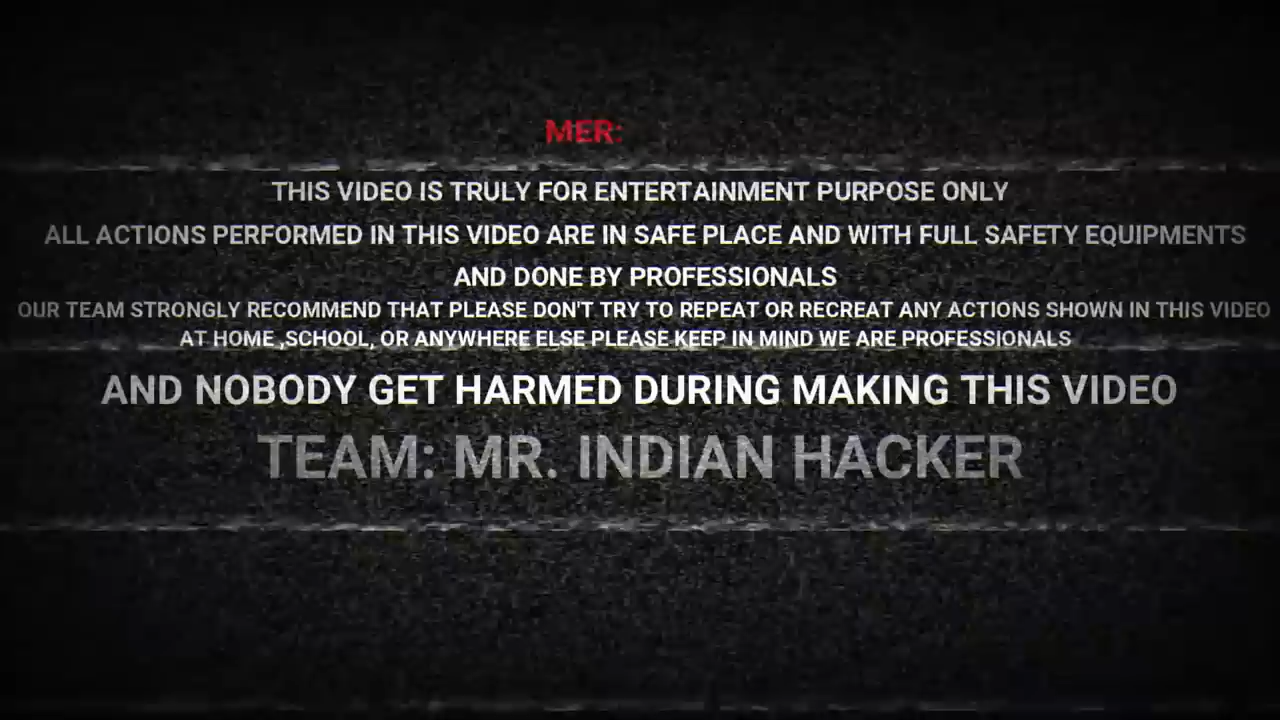 MER:
THIS VIDEO IS TRULY FOR ENTERTAINMENT PURPOSE ONLY
ALL ACTIONS PERFORMED IN THIS VIDEO ARE IN SAFE PLACE AND WITH FULL SAFETY EQUIPMENTS
AND DONE BY PROFESSIONALS
OUR TEAM STRONGLY RECOMMEND THAT PLEASE DON'T TRY TO REPEAT OR RECREAT ANY ACTIONS SHOWN IN THIS VIDEO
AT HOME ,SCHOOL, OR ANYWHERE ELSE PLEASE KEEP IN MIND WE ARE PROFESSIONALS
AND NOBODY GET HARMED DURING MAKING THIS VIDEO
TEAM: MR. INDIAN HACKER